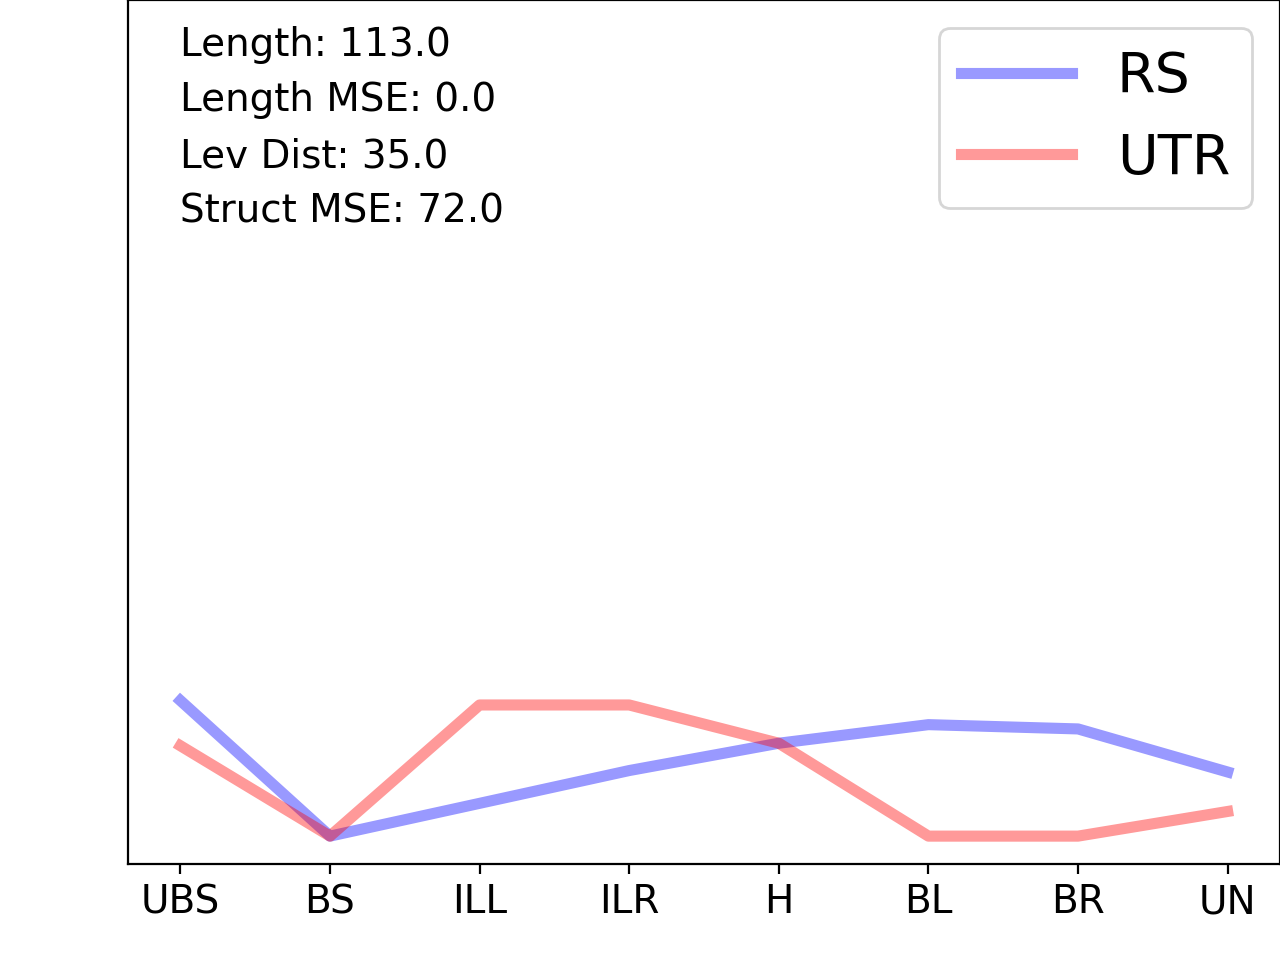 Length: 113.0
Length MSE: 0.0
Lev Dist: 35.0
Struct MSE: 72.0
RS
UTR
UBS BS ILL ILR H BL BR UN